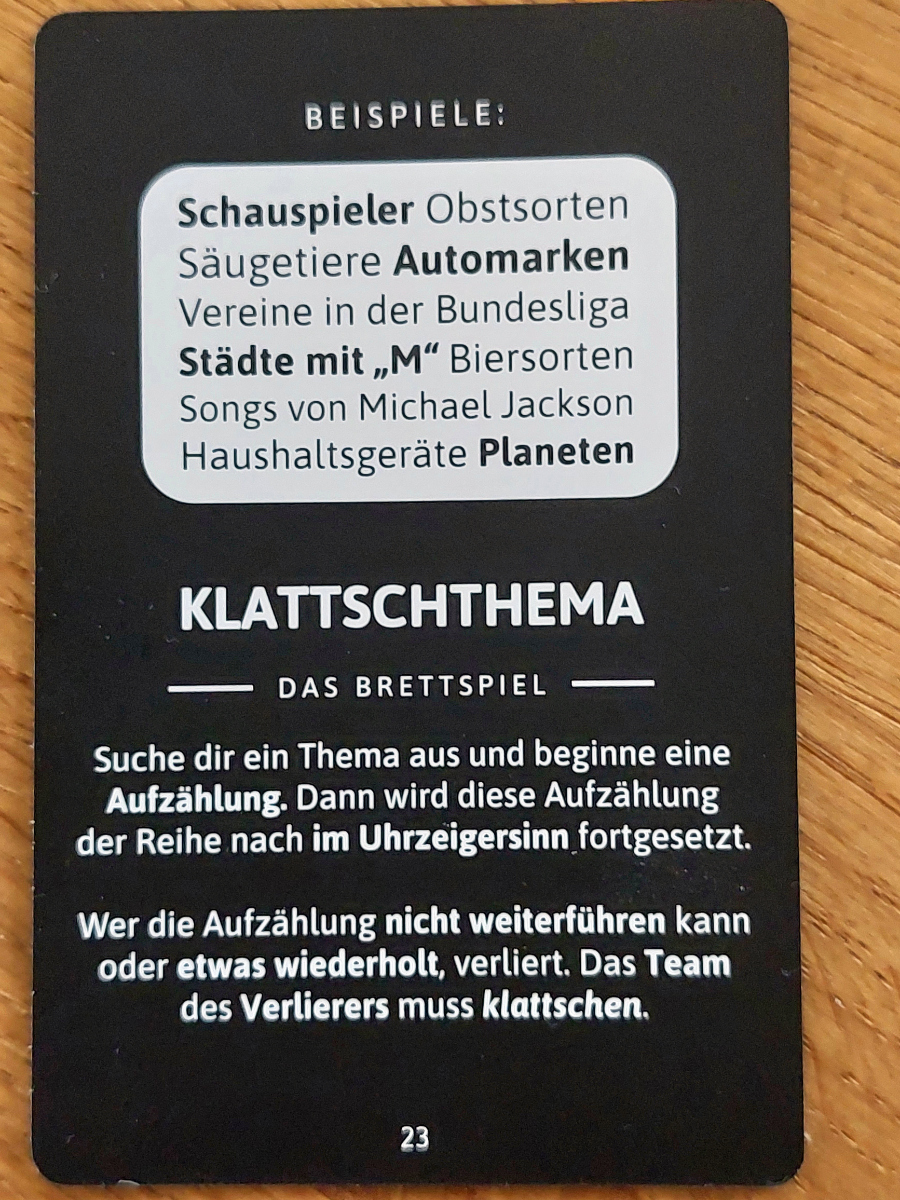 BEISPIELE:
Schauspieler Obstsorten
Säugetiere Automarken
Vereine in der Bundesliga
Städte mit „M“ Biersorten
Songs von Michael Jackson
Haushaltsgeräte Planeten
KLATTSCHTHEMA
DAS BRETTSPIEL
Suche dir ein Thema aus und beginne eine
Aufzählung. Dann wird diese Aufzählung
der Reihe nach im Uhrzeigersinn fortgesetzt.
Wer die Aufzählung nicht weiterführen kann
oder etwas wiederholt, verliert. Das Team
des Verlierers muss klattschen.
23